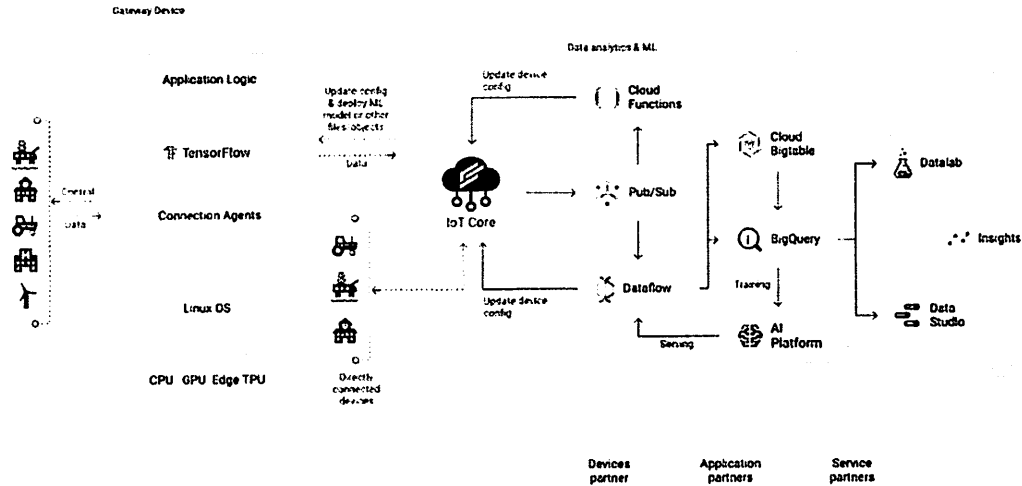 Gateway Device
Data analytics & ML
Application Logic
TensorFlow
Connection Agents
Linux OS
CPU GPU Edge TPU
Control
Data
Update config
& deploy ML
model or other
files/objects
Data
Directly
connected
devices
IoT Core
Update device
config
Update device
config
Cloud
Functions
Pub/Sub
Dataflow
Cloud
Bigtable
BigQuery
Training
AI
Platform
Serving
Datalab
Insights
Data
Studio
Devices
partner
Application
partners
Service
partners